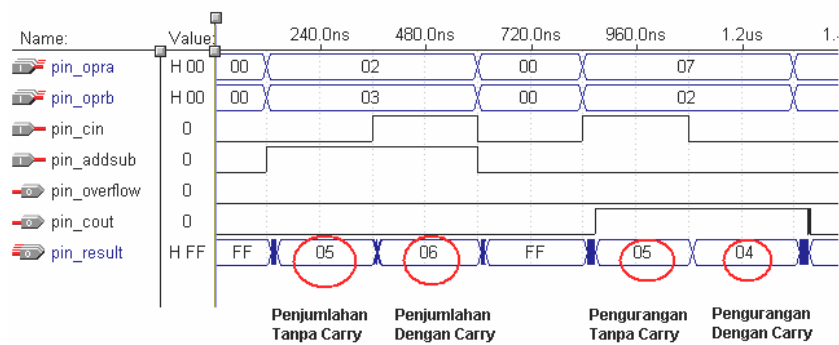 Name: Value: 240.0ns 480.0ns 720.0ns 960.0ns 1.2us 1.
pin_opra H 00 00 02 00 07
pin_oprb H 00 00 03 00 02
pin_cin 0
pin_addsub 0
pin_overflow 0
pin_cout 0
pin_result H FF FF 05 06 FF 05 04
Penjumlahan Tanpa Carry
Penjumlahan Dengan Carry
Pengurangan Tanpa Carry
Pengurangan Dengan Carry